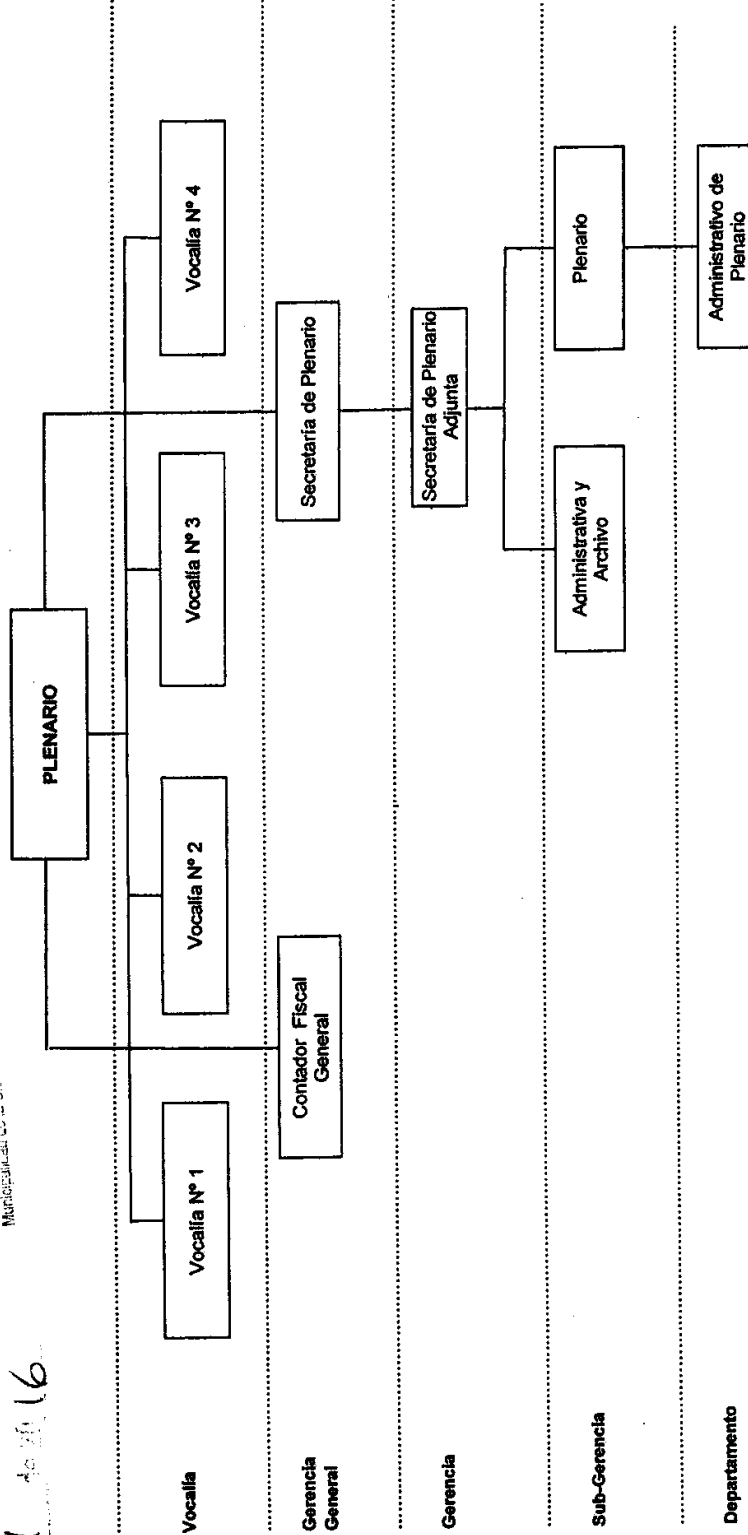 16
PLENARIO
Vocalía
Vocalía Nº 1
Vocalía Nº 2
Vocalía Nº 3
Vocalía Nº 4
Gerencia
General
Contador Fiscal
General
Secretaría de Plenario
Gerencia
Secretaría de Plenario
Adjunta
Sub-Gerencia
Administrativa y
Archivo
Plenario
Departamento
Administrativo de
Plenario